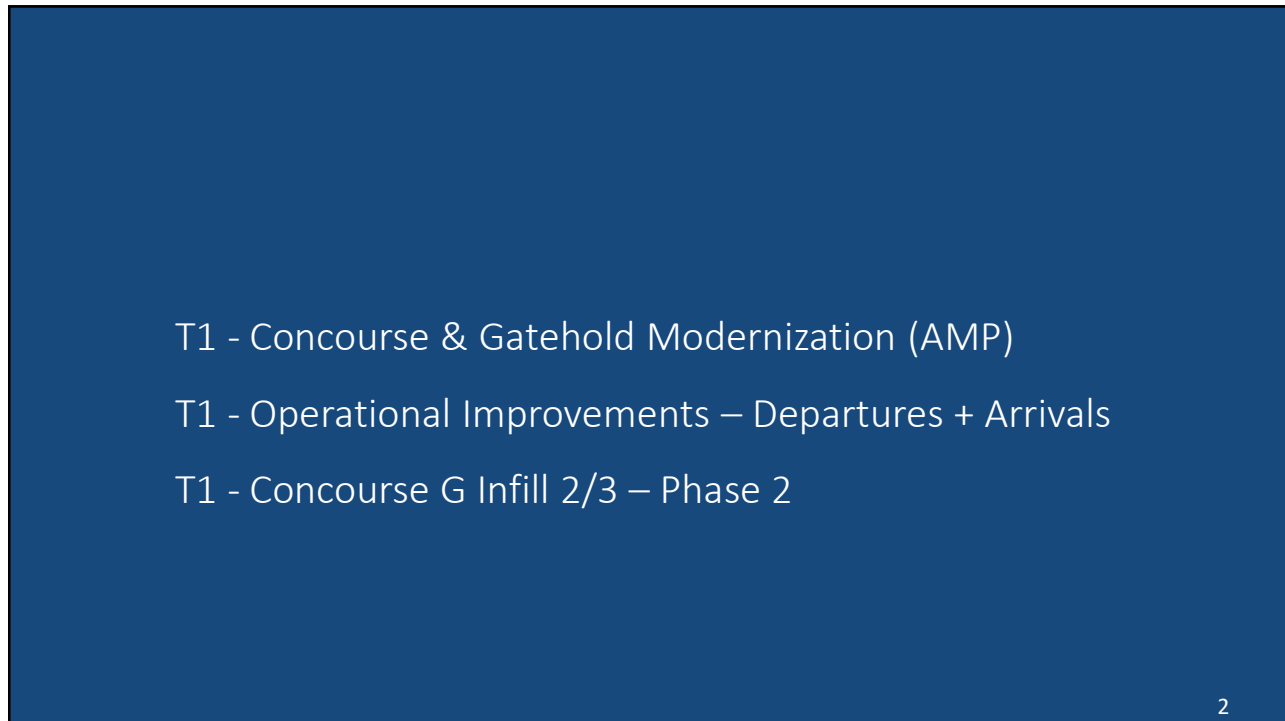 T1 - Concourse & Gatehold Modernization (AMP)
T1 - Operational Improvements – Departures + Arrivals
T1 - Concourse G Infill 2/3 – Phase 2
2